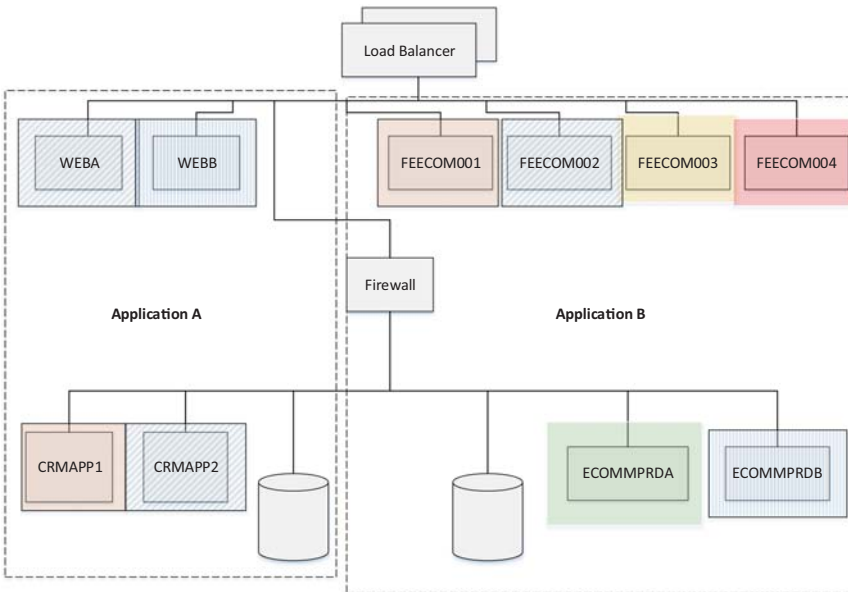 Load Balancer
WEBA
WEBB
FEECOM001
FEECOM002
FEECOM003
FEECOM004
Firewall
Application A
Application B
CRMAPP1
CRMAPP2
ECOMMPRDA
ECOMMPRDB